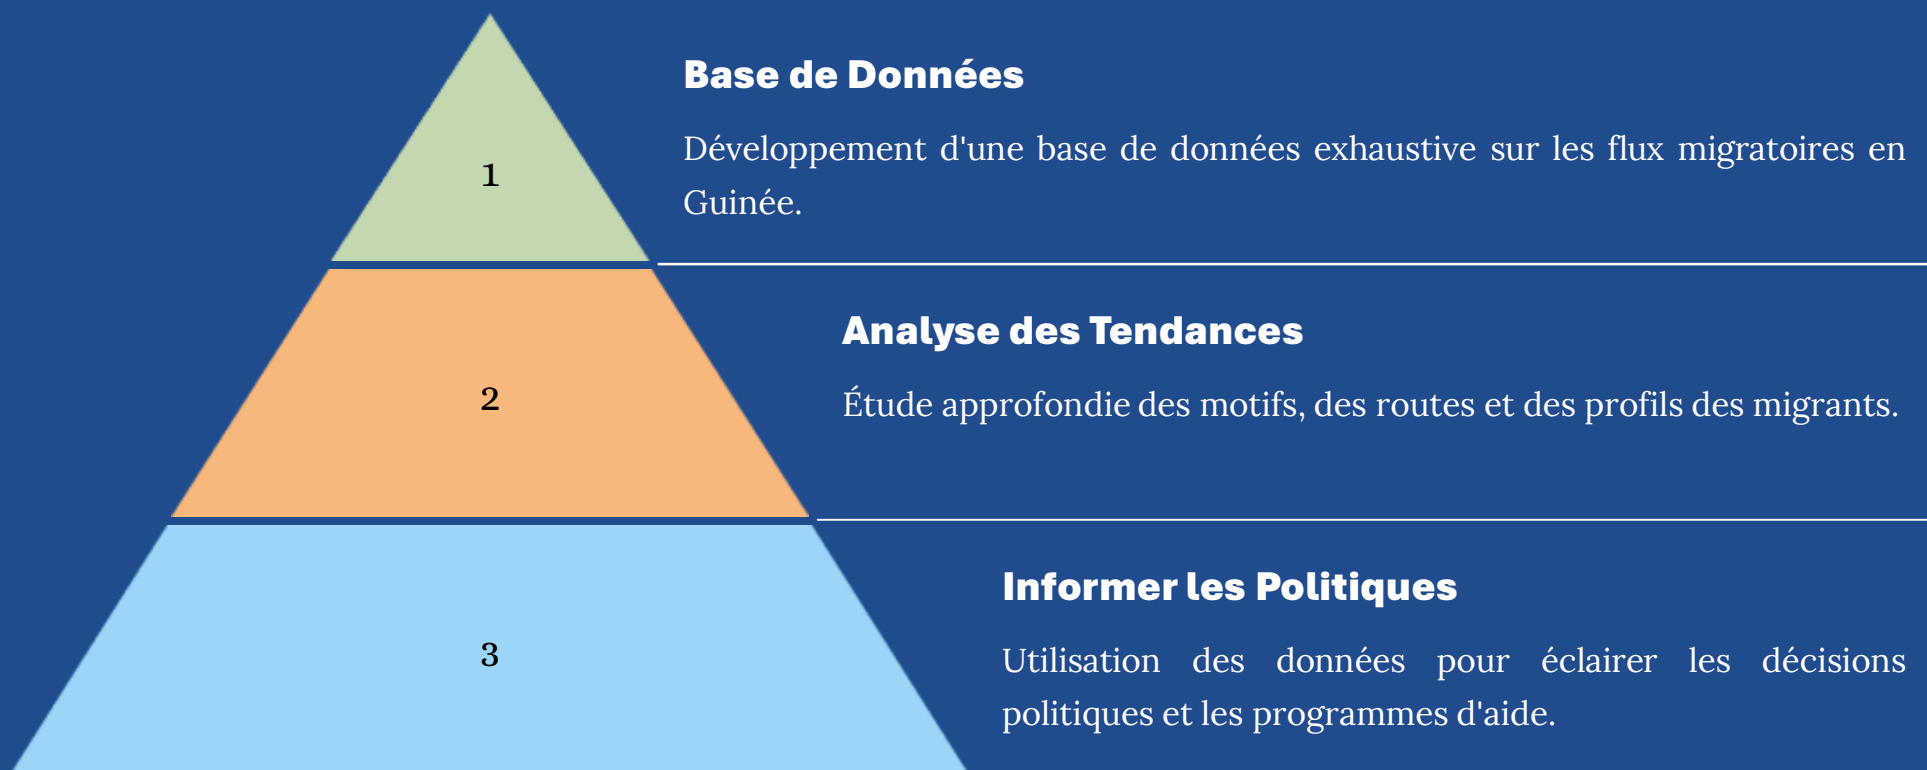 Base de Données
Développement d'une base de données exhaustive sur les flux migratoires en
Guinée.
1
Analyse des Tendances
Étude approfondie des motifs, des routes et des profils des migrants.
2
Informer les Politiques
Utilisation des données pour éclairer les décisions
politiques et les programmes d'aide.
3